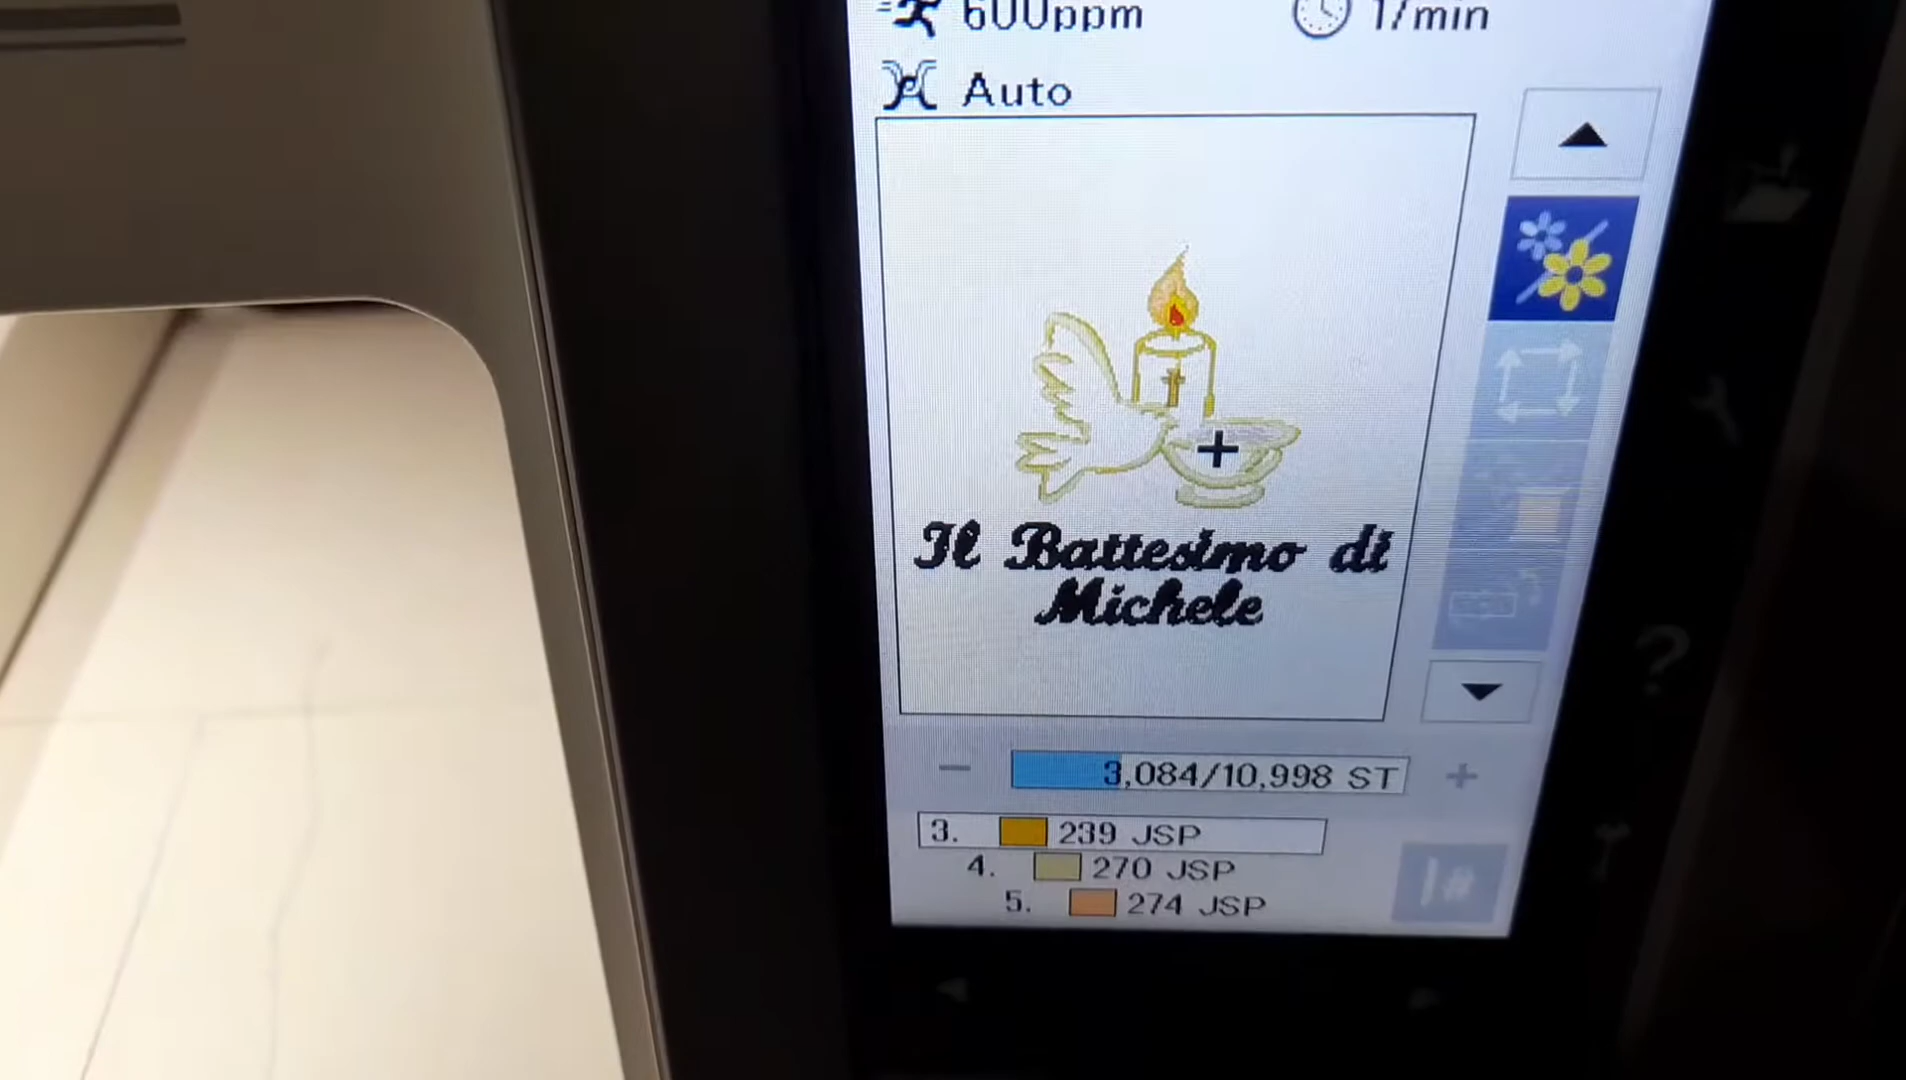 600ppm
17min
Auto
Il Battesimo di
Michele
3,084/10,998 ST
3. 239 JSP
4. 270 JSP
5. 274 JSP
?